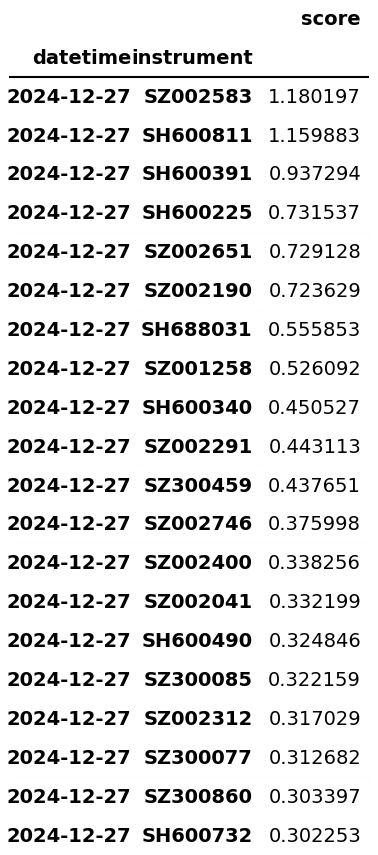 score
datetime instrument
2024-12-27 SZ002583 1.180197
2024-12-27 SH600811 1.159883
2024-12-27 SH600391 0.937294
2024-12-27 SH600225 0.731537
2024-12-27 SZ002651 0.729128
2024-12-27 SZ002190 0.723629
2024-12-27 SH688031 0.555853
2024-12-27 SZ001258 0.526092
2024-12-27 SH600340 0.450527
2024-12-27 SZ002291 0.443113
2024-12-27 SZ300459 0.437651
2024-12-27 SZ002746 0.375998
2024-12-27 SZ002400 0.338256
2024-12-27 SZ002041 0.332199
2024-12-27 SH600490 0.324846
2024-12-27 SZ300085 0.322159
2024-12-27 SZ002312 0.317029
2024-12-27 SZ300077 0.312682
2024-12-27 SZ300860 0.303397
2024-12-27 SH600732 0.302253